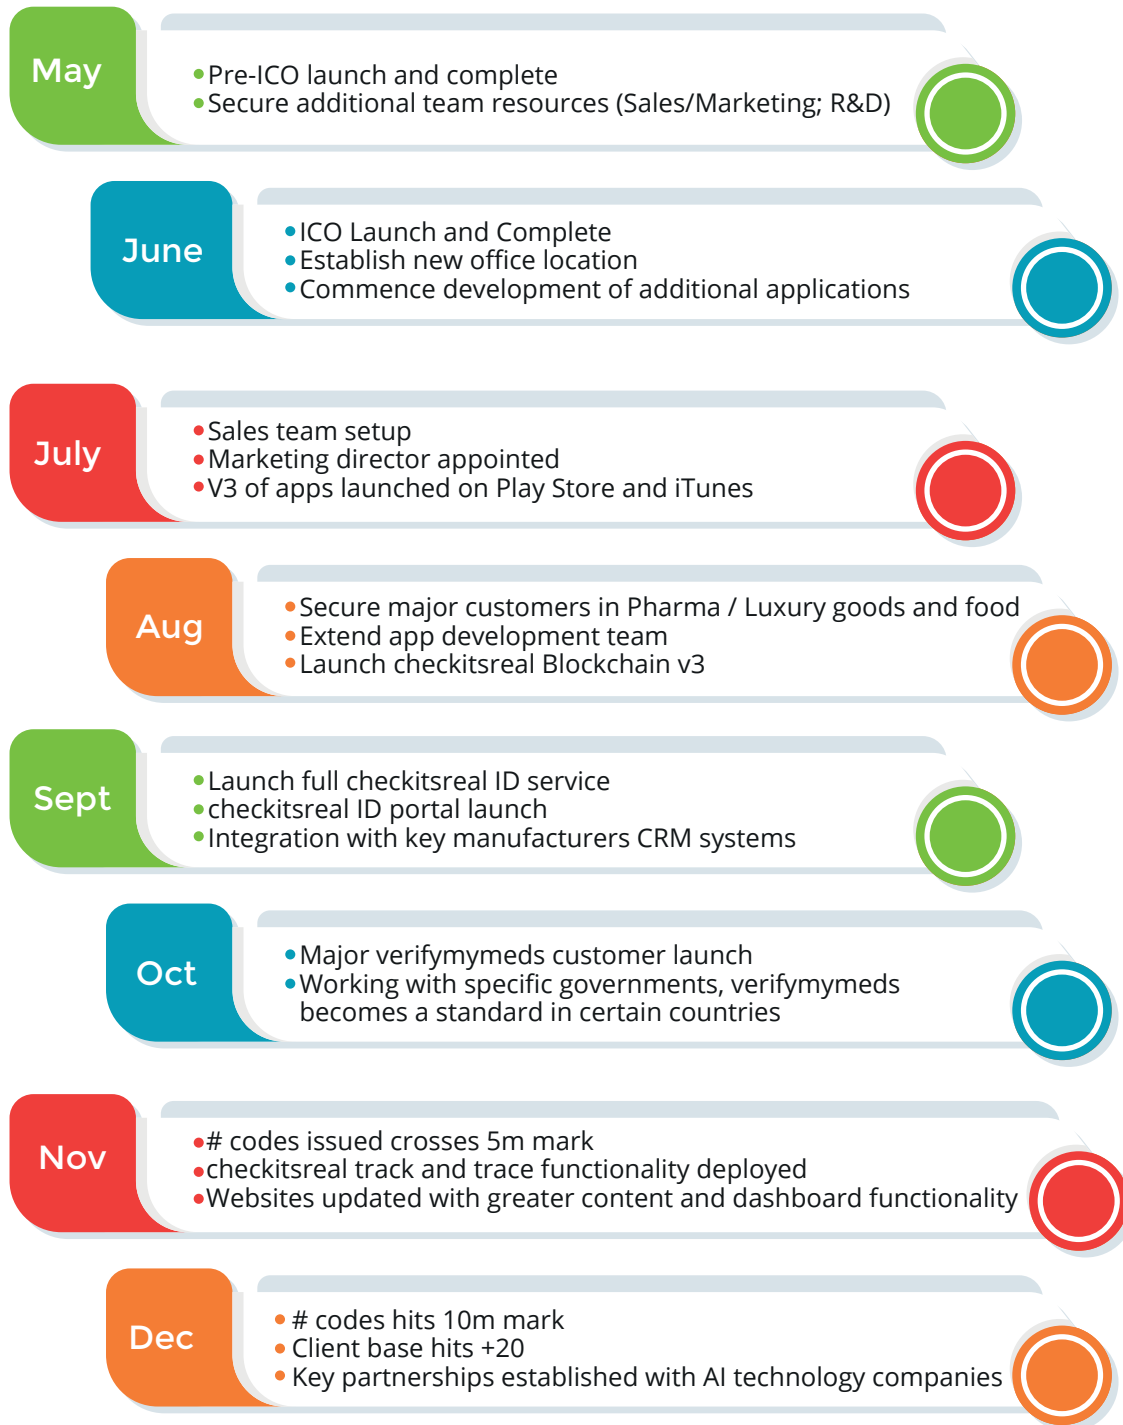 May
• Pre-ICO launch and complete
• Secure additional team resources (Sales/Marketing; R&D)
June
• ICO Launch and Complete
• Establish new office location
• Commence development of additional applications
July
• Sales team setup
• Marketing director appointed
• V3 of apps launched on Play Store and iTunes
Aug
• Secure major customers in Pharma / Luxury goods and food
• Extend app development team
• Launch checkitsreal Blockchain v3
Sept
• Launch full checkitsreal ID service
• checkitsreal ID portal launch
• Integration with key manufacturers CRM systems
Oct
• Major verifymymeds customer launch
• Working with specific governments, verifymymeds
becomes a standard in certain countries
Nov
• # codes issued crosses 5m mark
• checkitsreal track and trace functionality deployed
• Websites updated with greater content and dashboard functionality
Dec
• # codes hits 10m mark
• Client base hits +20
• Key partnerships established with AI technology companies